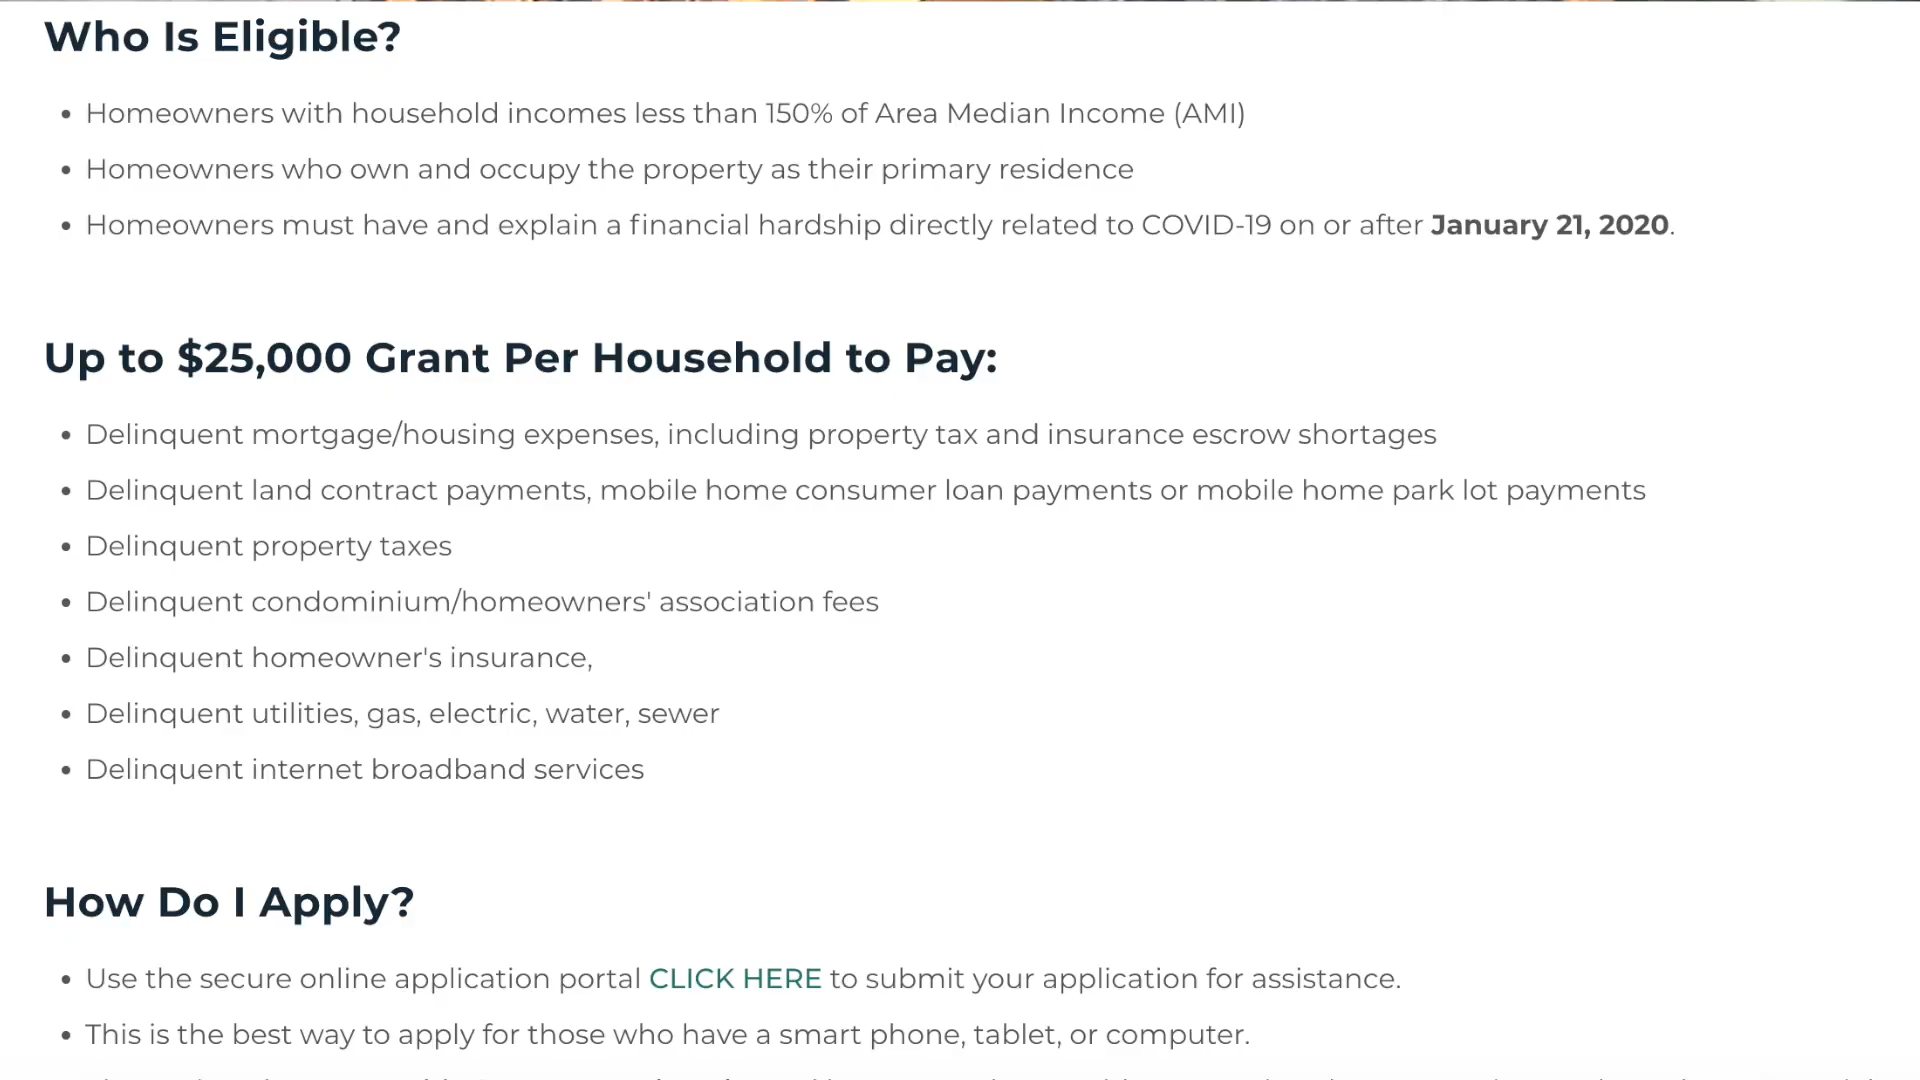 Who Is Eligible?
• Homeowners with household incomes less than 150% of Area Median Income (AMI)
• Homeowners who own and occupy the property as their primary residence
• Homeowners must have and explain a financial hardship directly related to COVID-19 on or after January 21, 2020.
Up to $25,000 Grant Per Household to Pay:
• Delinquent mortgage/housing expenses, including property tax and insurance escrow shortages
• Delinquent land contract payments, mobile home consumer loan payments or mobile home park lot payments
• Delinquent property taxes
• Delinquent condominium/homeowners' association fees
• Delinquent homeowner's insurance,
• Delinquent utilities, gas, electric, water, sewer
• Delinquent internet broadband services
How Do I Apply?
• Use the secure online application portal CLICK HERE to submit your application for assistance.
• This is the best way to apply for those who have a smart phone, tablet, or computer.